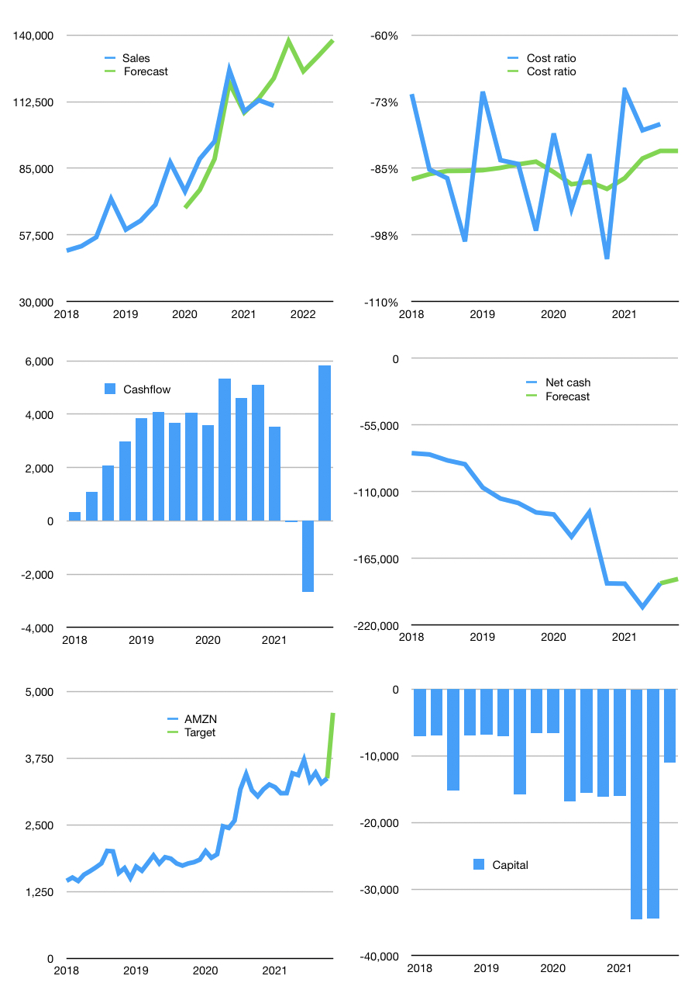 140,000
112,500
85,000
57,500
30,000
Sales
Forecast
2018 2019 2020 2021 2022
-60%
-73%
-85%
-98%
-110%
Cost ratio
Cost ratio
2018 2019 2020 2021
6,000
4,000
2,000
0
-2,000
-4,000
Cashflow
2018 2019 2020 2021
0
-55,000
-110,000
-165,000
-220,000
Net cash
Forecast
2018 2019 2020 2021
5,000
3,750
2,500
1,250
0
AMZN
Target
2018 2019 2020 2021
0
-10,000
-20,000
-30,000
-40,000
Capital
2018 2019 2020 2021